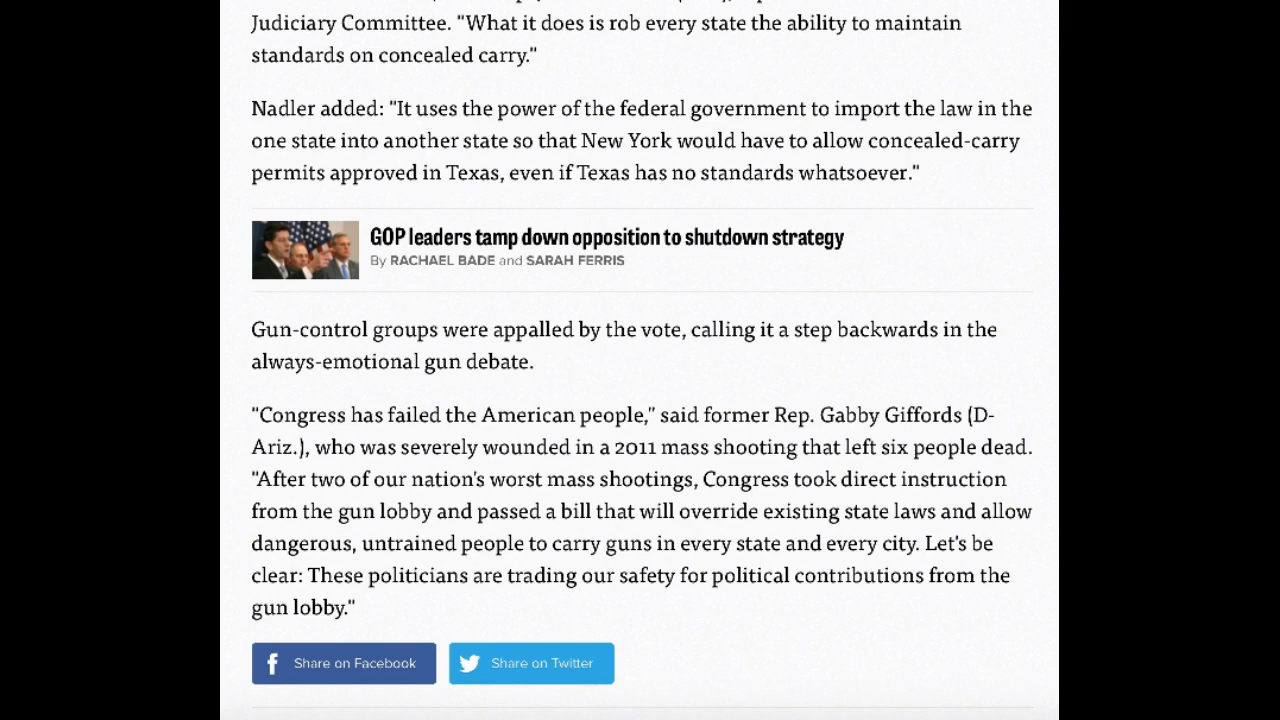 Judiciary Committee. "What it does is rob every state the ability to maintain
standards on concealed carry."
Nadler added: "It uses the power of the federal government to import the law in the
one state into another state so that New York would have to allow concealed-carry
permits approved in Texas, even if Texas has no standards whatsoever."
GOP leaders tamp down opposition to shutdown strategy
By RACHAEL BADE and SARAH FERRIS
Gun-control groups were appalled by the vote, calling it a step backwards in the
always-emotional gun debate.
"Congress has failed the American people,” said former Rep. Gabby Giffords (D-
Ariz.), who was severely wounded in a 2011 mass shooting that left six people dead.
"After two of our nation's worst mass shootings, Congress took direct instruction
from the gun lobby and passed a bill that will override existing state laws and allow
dangerous, untrained people to carry guns in every state and every city. Let's be
clear: These politicians are trading our safety for political contributions from the
gun lobby."
Share on Facebook
Share on Twitter